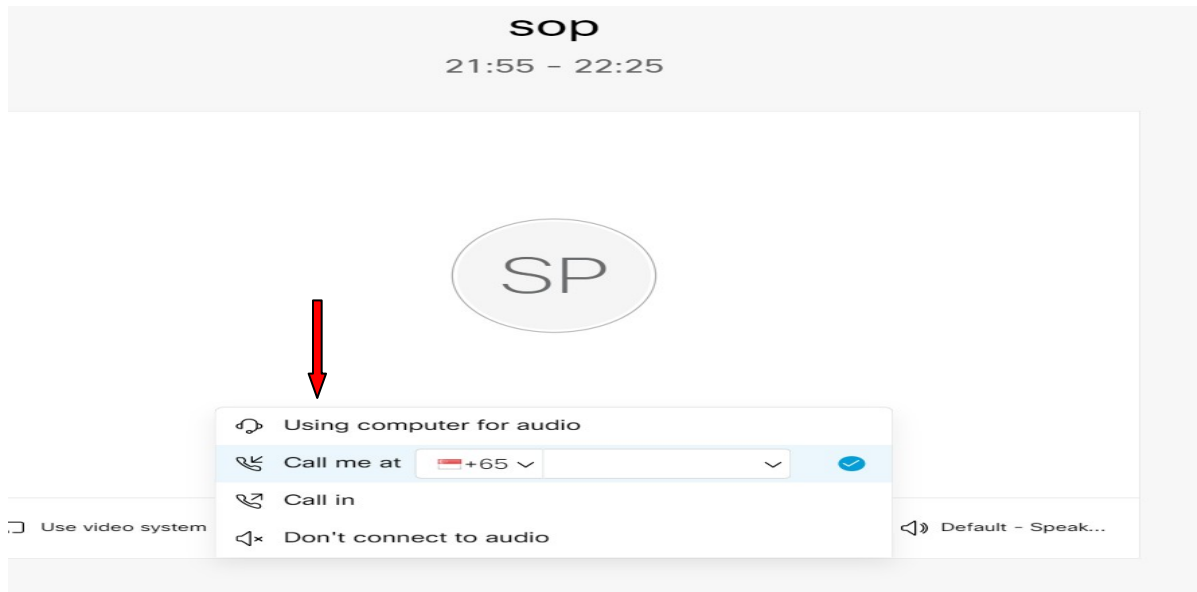 sop
21:55 - 22:25
SP
Using computer for audio
Call me at +65
Call in
Use video system
Don't connect to audio
Default - Speak...